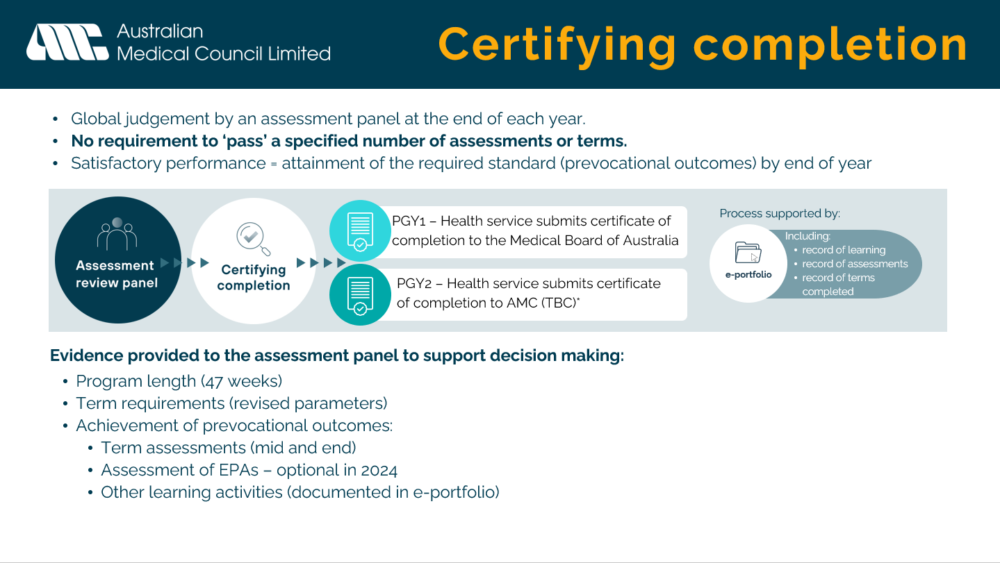 Australian
Medical Council Limited
Certifying completion
• Global judgement by an assessment panel at the end of each year.
• No requirement to ‘pass’ a specified number of assessments or terms.
• Satisfactory performance = attainment of the required standard (prevocational outcomes) by end of year
Assessment
review panel
Certifying
completion
PGY1 – Health service submits certificate of
completion to the Medical Board of Australia
PGY2 – Health service submits certificate
of completion to AMC (TBC)*
Process supported by:
e-portfolio
Including:
• record of learning
• record of assessments
• record of terms
completed
Evidence provided to the assessment panel to support decision making:
• Program length (47 weeks)
• Term requirements (revised parameters)
• Achievement of prevocational outcomes:
• Term assessments (mid and end)
• Assessment of EPAs – optional in 2024
• Other learning activities (documented in e-portfolio)